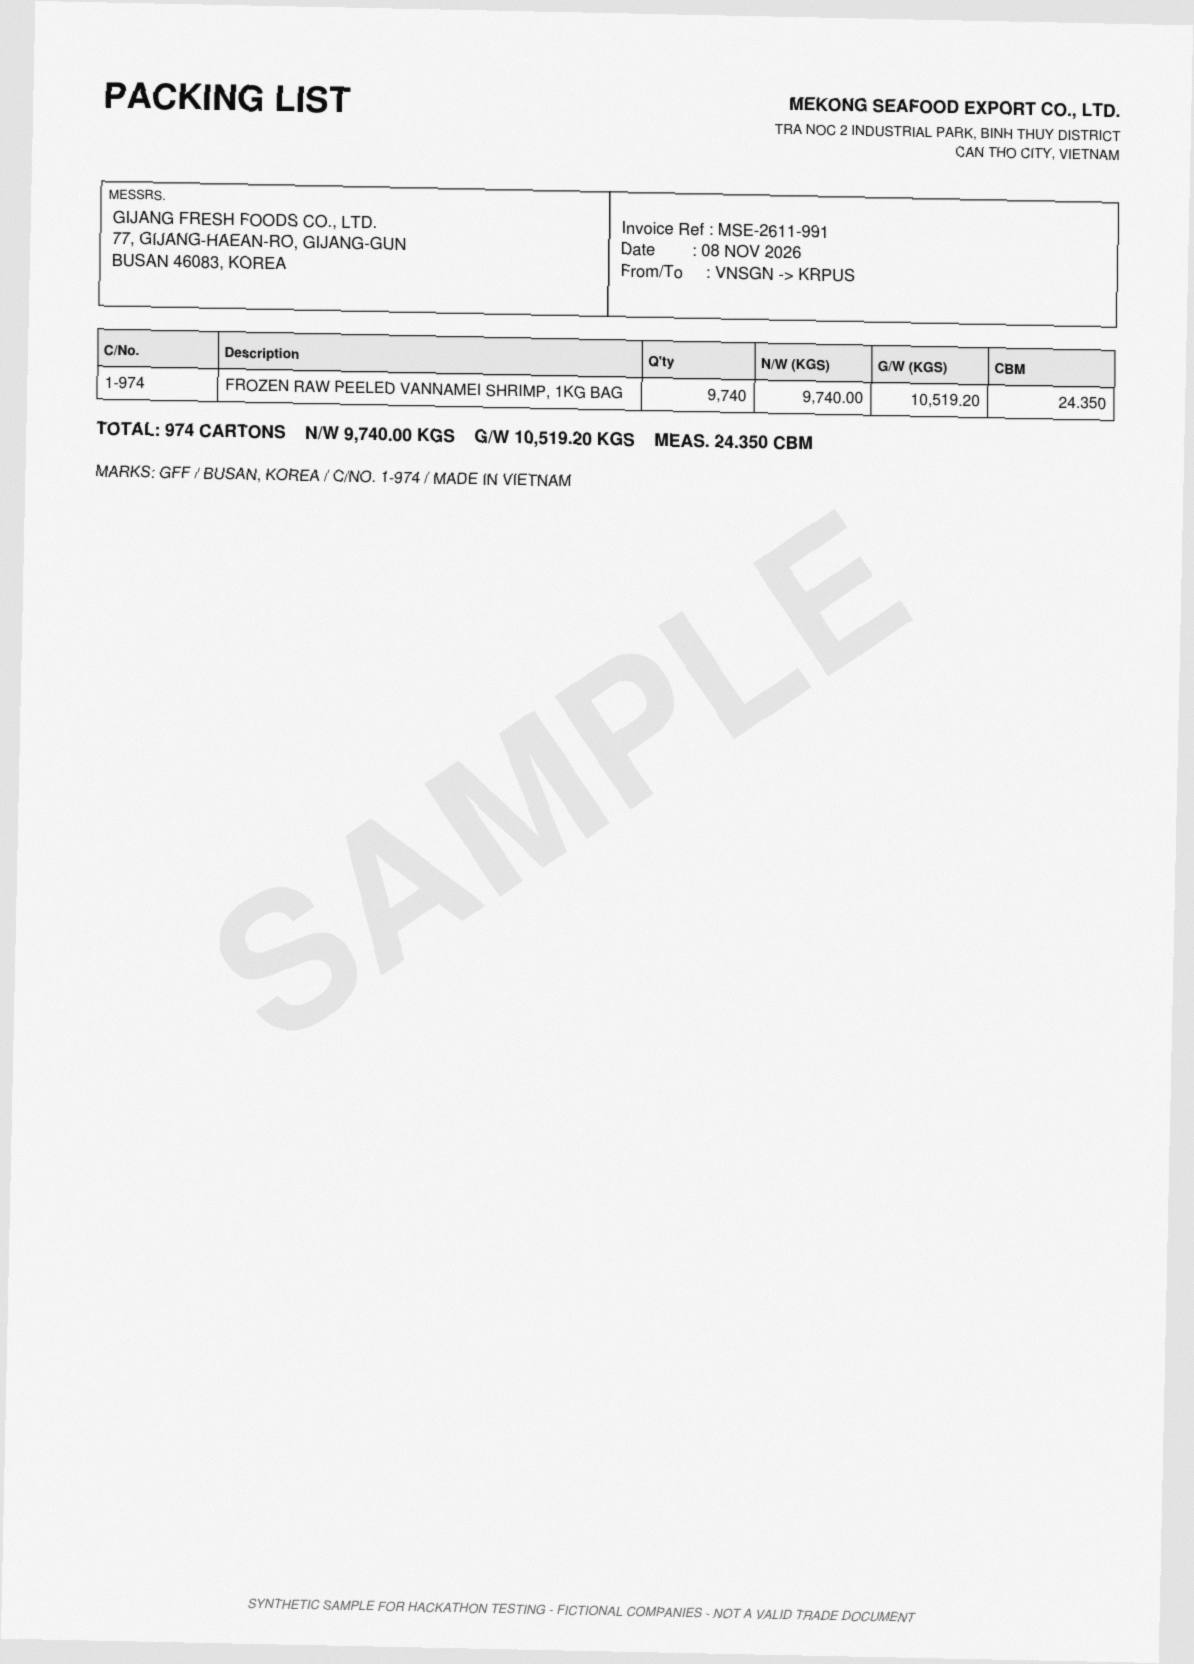 PACKING LIST
MEKONG SEAFOOD EXPORT CO., LTD.
TRA NOC 2 INDUSTRIAL PARK, BINH THUY DISTRICT
CAN THO CITY, VIETNAM
MESSRS.
GIJANG FRESH FOODS CO., LTD.
77, GIJANG-HAEAN-RO, GIJANG-GUN
BUSAN 46083, KOREA
Invoice Ref : MSE-2611-991
Date : 08 NOV 2026
From/To : VNSGN -> KRPUS
C/No. Description Q'ty N/W (KGS) G/W (KGS) CBM
1-974 FROZEN RAW PEELED VANNAMEI SHRIMP, 1KG BAG 9,740 9,740.00 10,519.20 24.350
TOTAL: 974 CARTONS N/W 9,740.00 KGS G/W 10,519.20 KGS MEAS. 24.350 CBM
MARKS: GFF / BUSAN, KOREA / C/NO. 1-974 / MADE IN VIETNAM
SAMPLE
SYNTHETIC SAMPLE FOR HACKATHON TESTING - FICTIONAL COMPANIES - NOT A VALID TRADE DOCUMENT